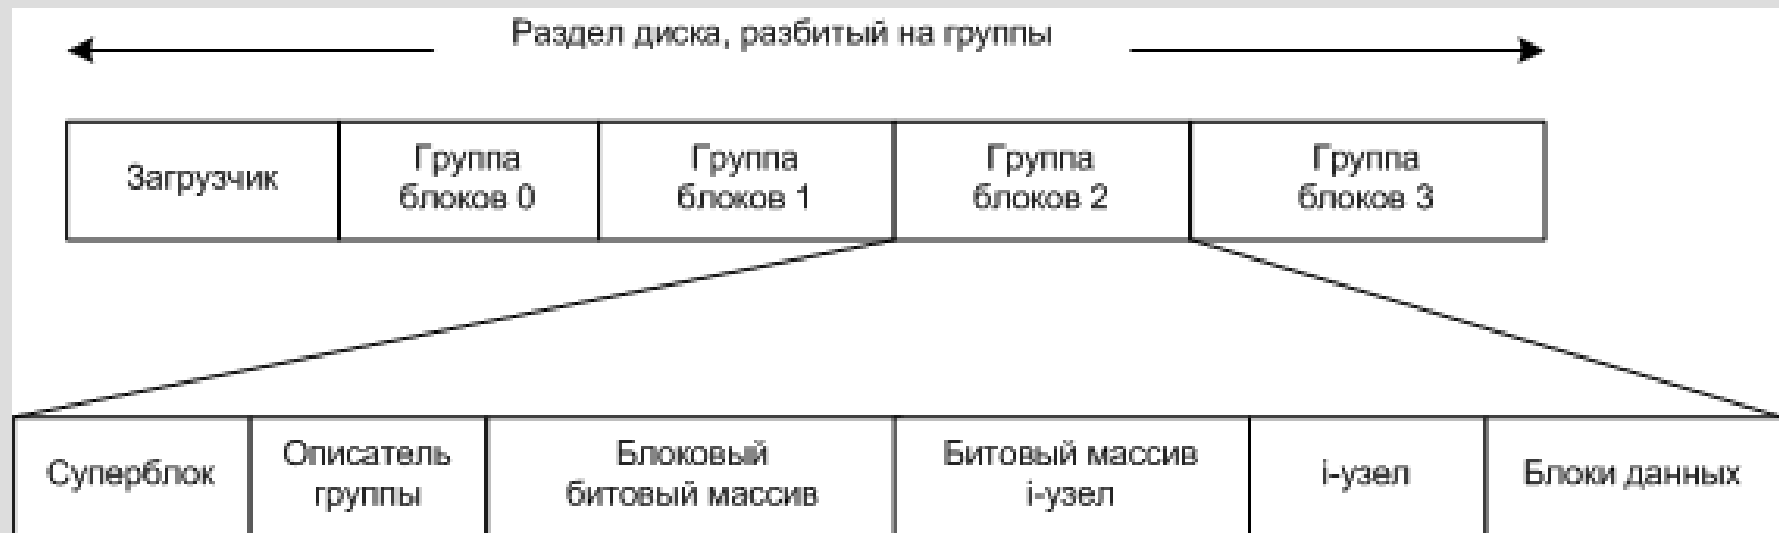 Раздел диска, разбитый на группы
Загрузчик
Группа
блоков 0
Группа
блоков 1
Группа
блоков 2
Группа
блоков 3
Суперблок
Описатель
группы
Блоковый
битовый массив
Битовый массив
i-узел
i-узел
Блоки данных